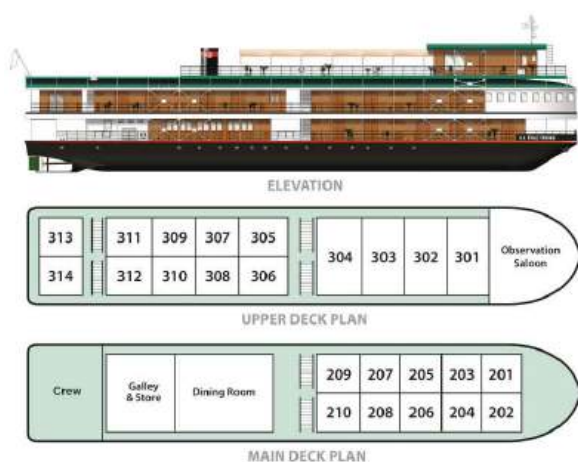 ELEVATION
313 311 309 307 305 304 303 302 301 Observation
Saloon
314 312 310 308 306
UPPER DECK PLAN
Crew Galley
& Store Dining Room 209 207 205 203 201
210 208 206 204 202
MAIN DECK PLAN